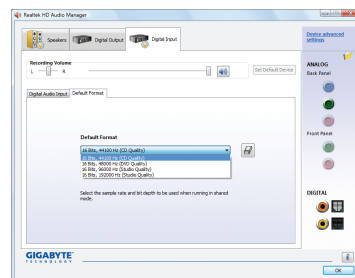 Realtek HD Audio Manager
Speakers
Digital Output
Digital Input
Device advanced settings
Recording Volume
L
R
Set Default Device
ANALOG
Back Panel
Digital Audio Input
Default Format
Default Format
16 Bits, 44100 Hz (CD Quality)
16 Bits, 44100 Hz (CD Quality)
16 Bits, 48000 Hz (DVD Quality)
16 Bits, 96000 Hz (Studio Quality)
16 Bits, 192000 Hz (Studio Quality)
Select the sample rate and bit depth to be used when running in shared
mode.
Front Panel
DIGITAL
GIGABYTE
TECHNOLOGY
i
OK